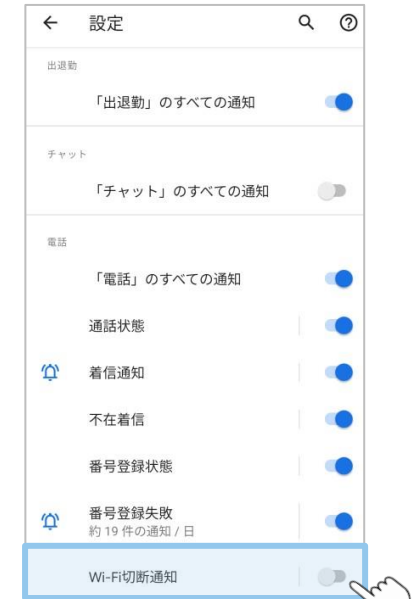 設定
出退勤
「出退勤」のすべての通知
チャット
「チャット」のすべての通知
電話
「電話」のすべての通知
通話状態
着信通知
不在着信
番号登録状態
番号登録失敗
約 19 件の通知 / 日
Wi-Fi切断通知